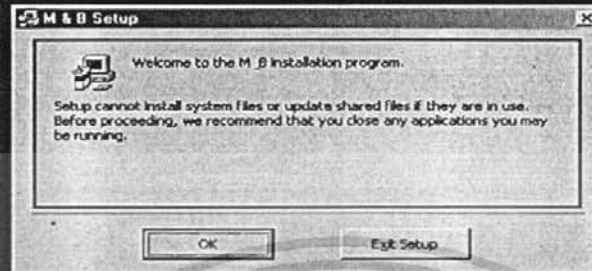 M & B Setup
Welcome to the M_B installation program.
Setup cannot install system files or update shared files if they are in use.
Before proceeding, we recommend that you close any applications you may
be running.
OK
Exit Setup